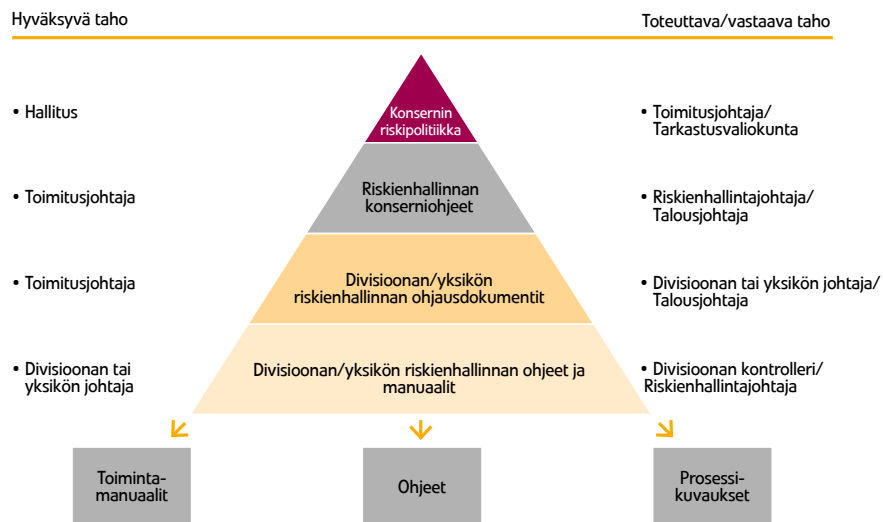 Hyväksyvä taho
Toteuttava/vastaava taho
• Hallitus
Konsernin
riskipolitiikka
• Toimitusjohtaja/
Tarkastusvaliokunta
• Toimitusjohtaja
Riskienhallinnan
konserniohjeet
• Riskienhallintajohtaja/
Talousjohtaja
• Toimitusjohtaja
Divisioonan/yksikön
riskienhallinnan ohjausdokumentit
• Divisioonan tai yksikön johtaja/
Talousjohtaja
• Divisioonan tai
yksikön johtaja
Divisioonan/yksikön riskienhallinnan ohjeet ja
manuaalit
• Divisioonan kontrolleri/
Riskienhallintajohtaja
Toiminta-
manuaalit
Ohjeet
Prosessi-
kuvaukset